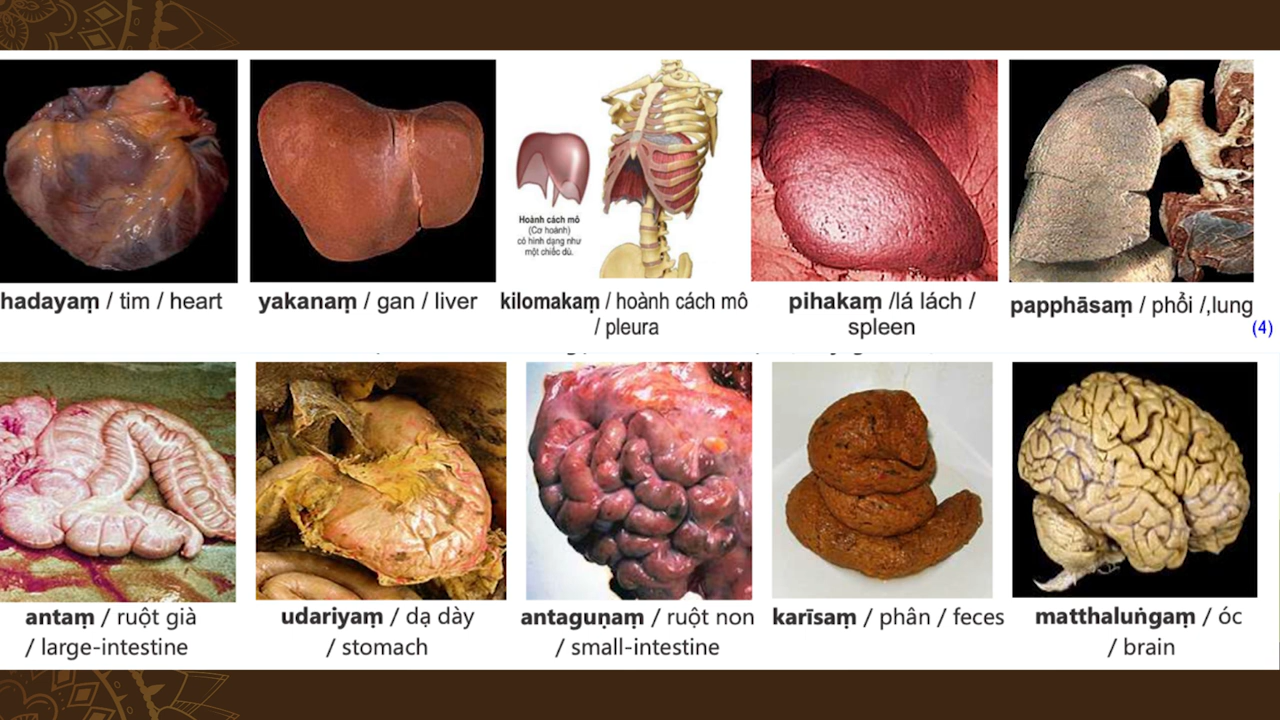 Hoành cách mô
(Cơ hoành)
có hình dạng như
một chiếc dù.
hadayaṃ / tim / heart
yakanaṃ / gan / liver
kilomakaṃ / hoành cách mô
/ pleura
pihakaṃ /lá lách /
spleen
papphāsaṃ / phổi /,lung
(4)
antaṃ / ruột già
/ large-intestine
udariyaṃ / dạ dày
/ stomach
antaguṇaṃ / ruột non
/ small-intestine
karīsaṃ / phân / feces
matthaluṅgaṃ / óc
/ brain